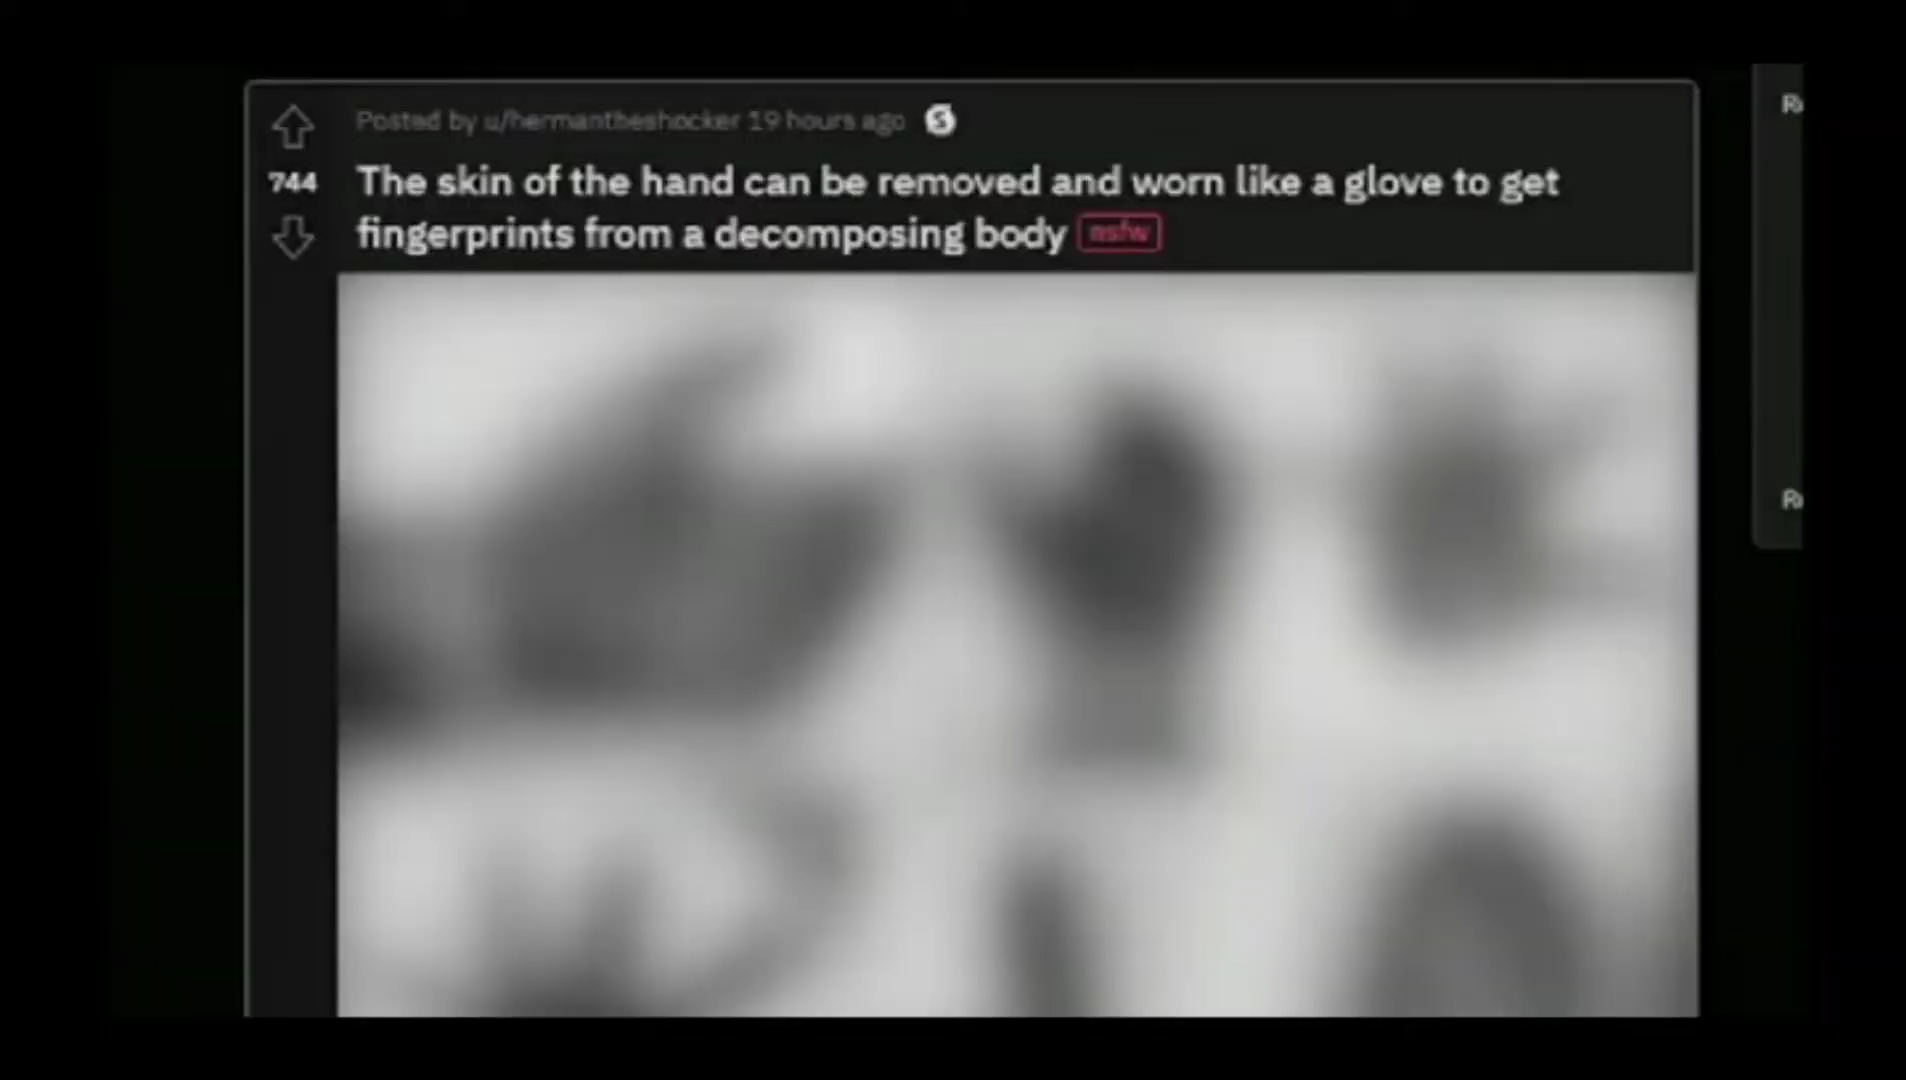 Posted by u/hermantheshocker 19 hours ago
744
The skin of the hand can be removed and worn like a glove to get
fingerprints from a decomposing body nsfw